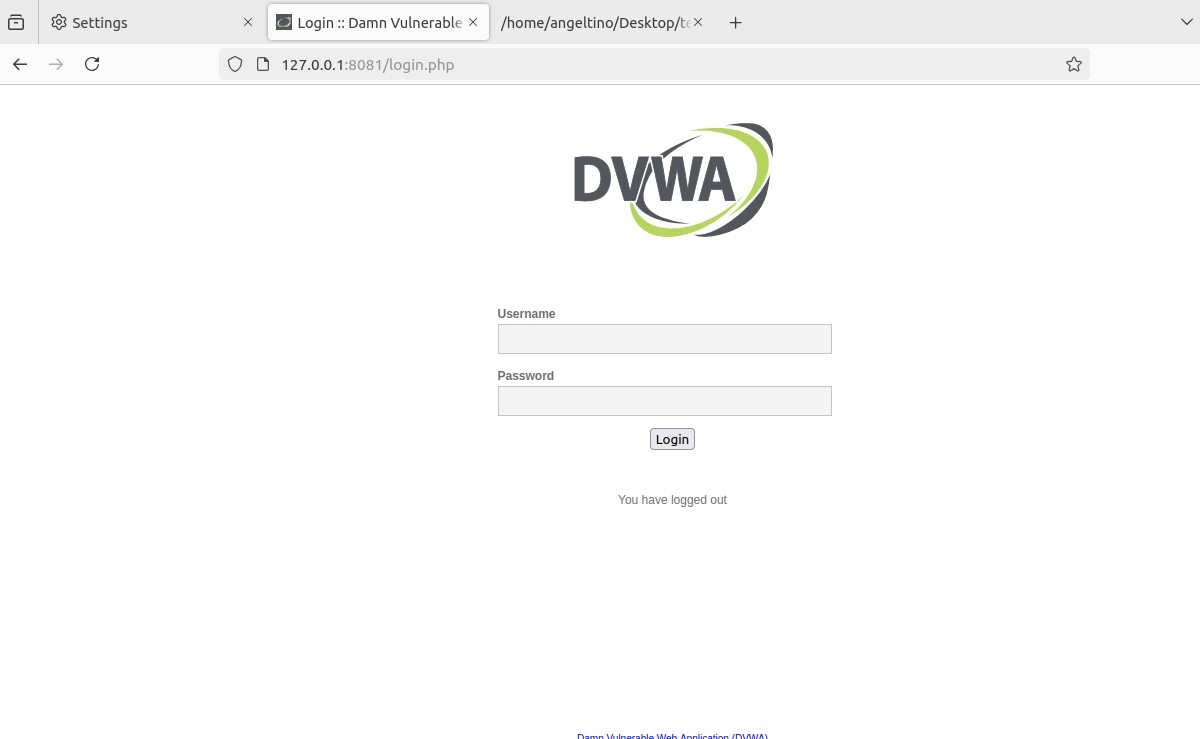 Settings
Login :: Damn Vulnerable
/home/angeltino/Desktop/te
127.0.0.1:8081/login.php
DVWA
Username
Password
Login
You have logged out
Damn Vulnerable Web Application (DVWA)